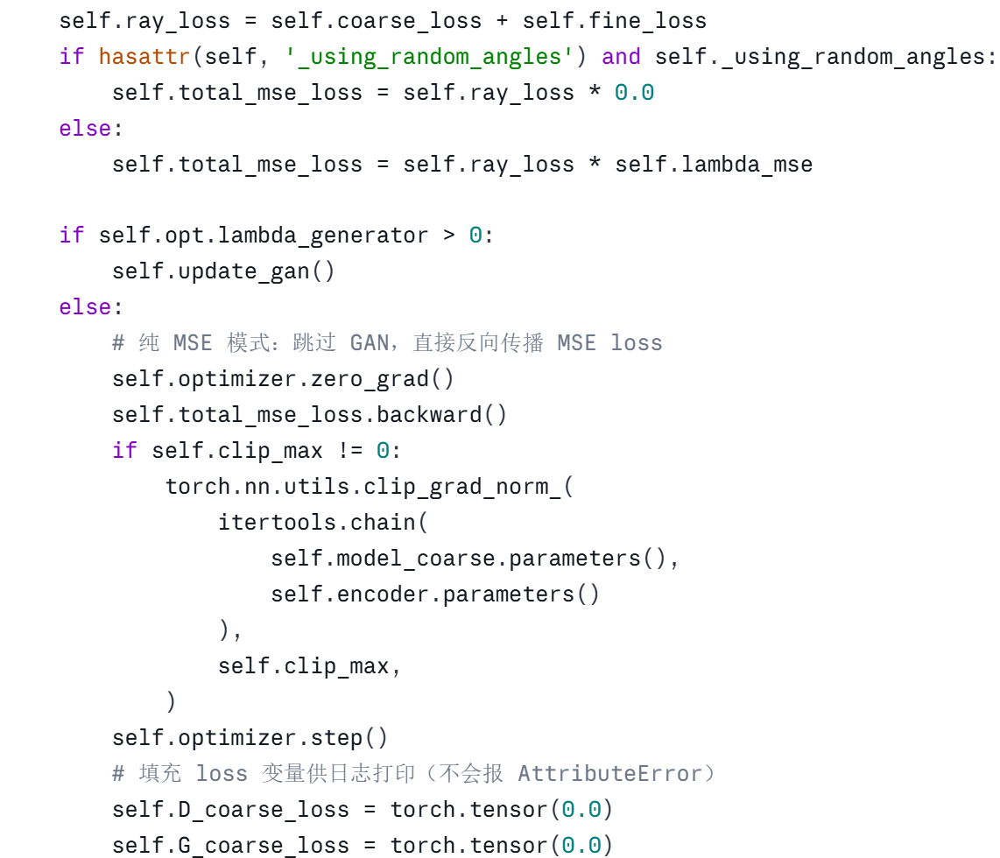 self.ray_loss = self.coarse_loss + self.fine_loss
if hasattr(self, '_using_random_angles') and self._using_random_angles:
    self.total_mse_loss = self.ray_loss * 0.0
else:
    self.total_mse_loss = self.ray_loss * self.lambda_mse

if self.opt.lambda_generator > 0:
    self.update_gan()
else:
    # 纯 MSE 模式：跳过 GAN，直接反向传播 MSE loss
    self.optimizer.zero_grad()
    self.total_mse_loss.backward()
    if self.clip_max != 0:
        torch.nn.utils.clip_grad_norm_(
            itertools.chain(
                self.model_coarse.parameters(),
                self.encoder.parameters()
            ),
            self.clip_max,
        )
    self.optimizer.step()
    # 填充 loss 变量供日志打印（不会报 AttributeError）
    self.D_coarse_loss = torch.tensor(0.0)
    self.G_coarse_loss = torch.tensor(0.0)